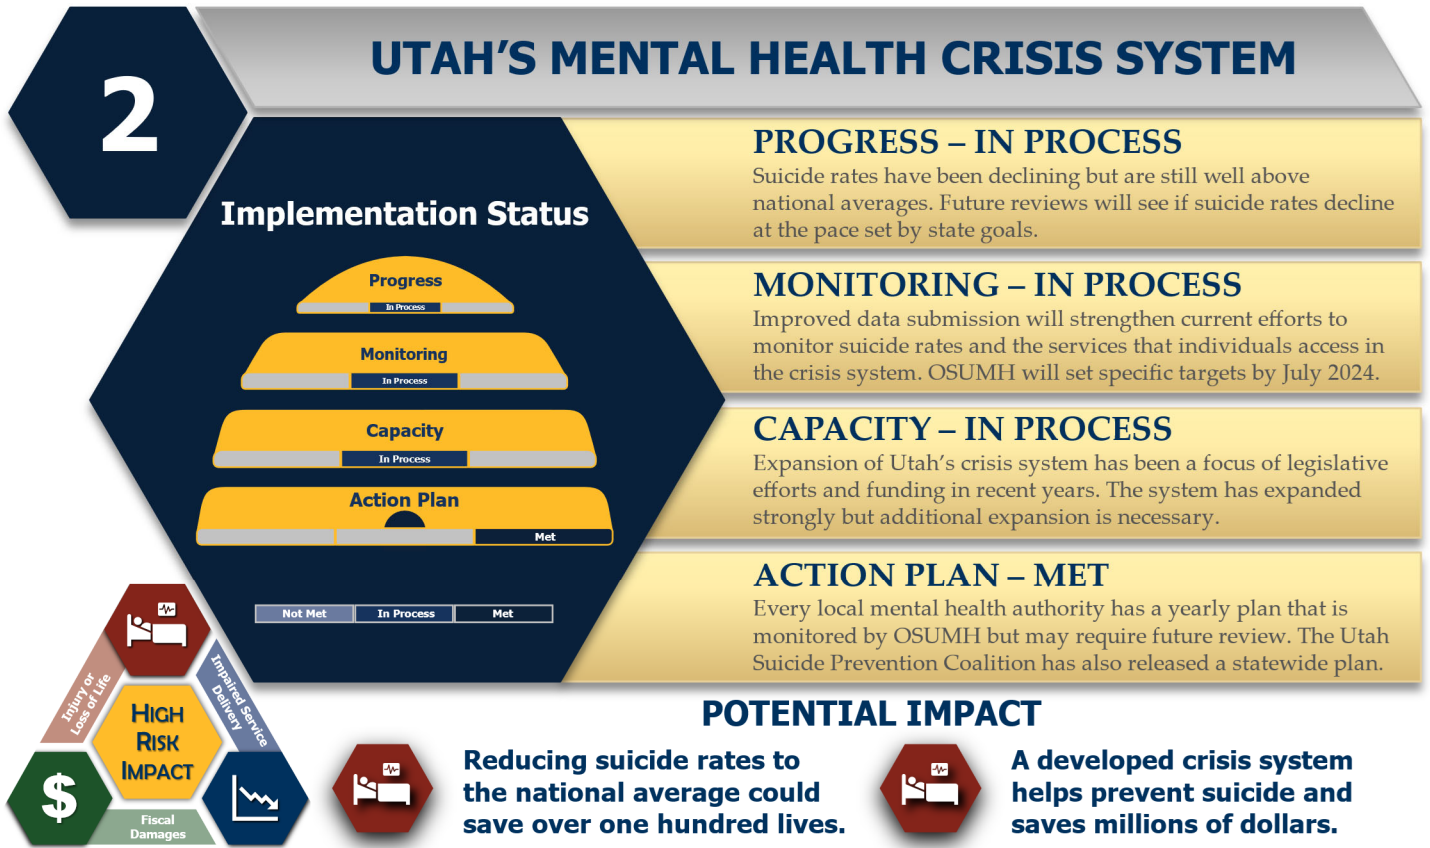 2
UTAH'S MENTAL HEALTH CRISIS SYSTEM
Implementation Status
Progress
In Process
Monitoring
In Process
Capacity
In Process
Action Plan
Met
Not Met
In Process
Met
PROGRESS – IN PROCESS
Suicide rates have been declining but are still well above
national averages. Future reviews will see if suicide rates decline
at the pace set by state goals.
MONITORING – IN PROCESS
Improved data submission will strengthen current efforts to
monitor suicide rates and the services that individuals access in
the crisis system. OSUMH will set specific targets by July 2024.
CAPACITY – IN PROCESS
Expansion of Utah's crisis system has been a focus of legislative
efforts and funding in recent years. The system has expanded
strongly but additional expansion is necessary.
ACTION PLAN – MET
Every local mental health authority has a yearly plan that is
monitored by OSUMH but may require future review. The Utah
Suicide Prevention Coalition has also released a statewide plan.
Injury or
Loss of Life
Impaired Service
Delivery
HIGH
RISK
IMPACT
$
Fiscal
Damages
POTENTIAL IMPACT
Reducing suicide rates to
the national average could
save over one hundred lives.
A developed crisis system
helps prevent suicide and
saves millions of dollars.